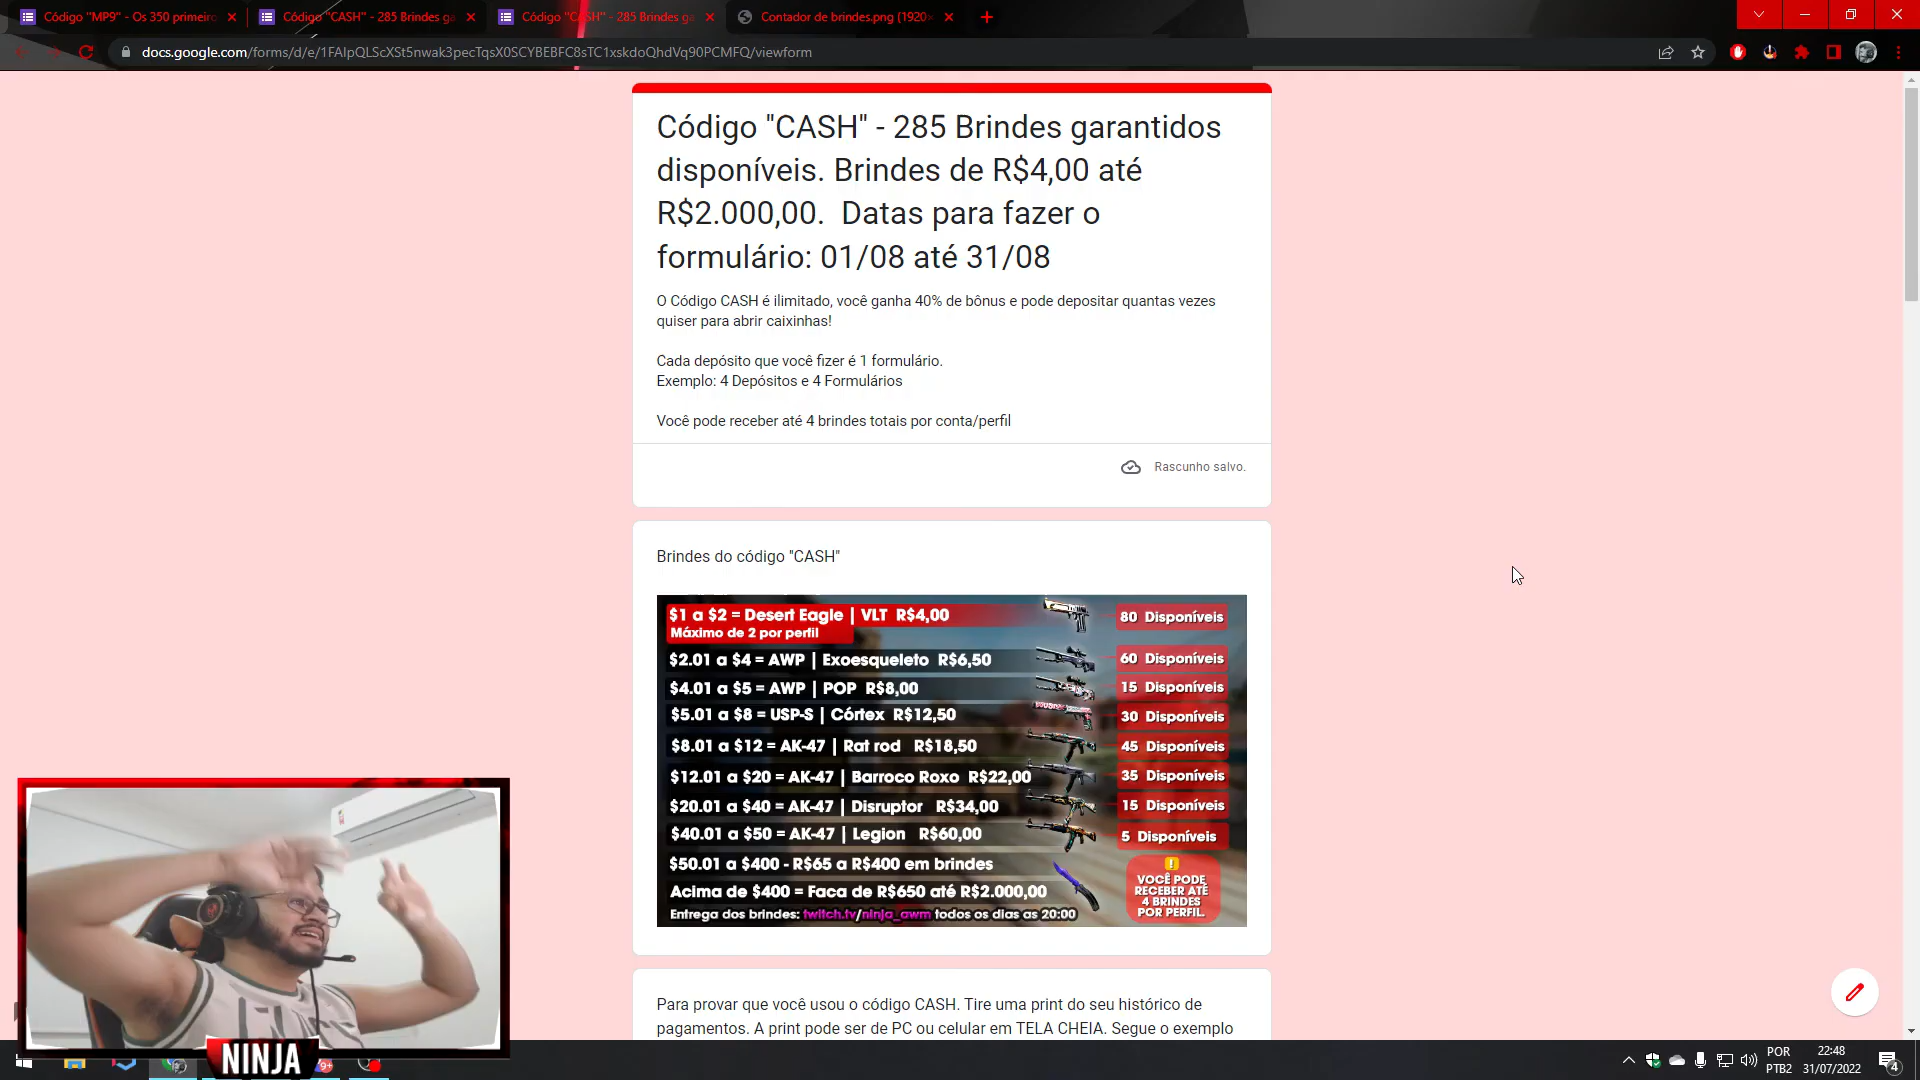 Código "MP9" - Os 350 primeiro
Código "CASH" - 285 Brindes ga
Código "CASH" - 285 Brindes ga
Contador de brindes.png (1920×
docs.google.com/forms/d/e/1FAIpQLScXSt5nwak3pecTqsX0SCYBEBFC8sTC1xskdoQhdVq90PCMFQ/viewform
Código "CASH" - 285 Brindes garantidos
disponíveis. Brindes de R$4,00 até
R$2.000,00. Datas para fazer o
formulário: 01/08 até 31/08
O Código CASH é ilimitado, você ganha 40% de bônus e pode depositar quantas vezes
quiser para abrir caixinhas!
Cada depósito que você fizer é 1 formulário.
Exemplo: 4 Depósitos e 4 Formulários
Você pode receber até 4 brindes totais por conta/perfil
Rascunho salvo.
Brindes do código "CASH"
$1 a $2 = Desert Eagle | VLT R$4,00
80 Disponíveis
Máximo de 2 por perfil
$2.01 a $4 = AWP | Exoesqueleto R$6,50
60 Disponíveis
$4.01 a $5 = AWP | POP R$8,00
15 Disponíveis
$5.01 a $8 = USP-S | Córtex R$12,50
30 Disponíveis
$8.01 a $12 = AK-47 | Rat rod R$18,50
45 Disponíveis
$12.01 a $20 = AK-47 | Barroco Roxo R$22,00
35 Disponíveis
$20.01 a $40 = AK-47 | Disruptor R$34,00
15 Disponíveis
$40.01 a $50 = AK-47 | Legion R$60,00
5 Disponíveis
$50.01 a $400 - R$65 a R$400 em brindes
Acima de $400 = Faca de R$650 até R$2.000,00
Entrega dos brindes: twitch.tv/ninja_awm todos os dias as 20:00
!
VOCÊ PODE
RECEBER ATÉ
4 BRINDES
POR PERFIL.
Para provar que você usou o código CASH. Tire uma print do seu histórico de
pagamentos. A print pode ser de PC ou celular em TELA CHEIA. Segue o exemplo
NINJA
9+
POR
PTB2
22:48
31/07/2022
4